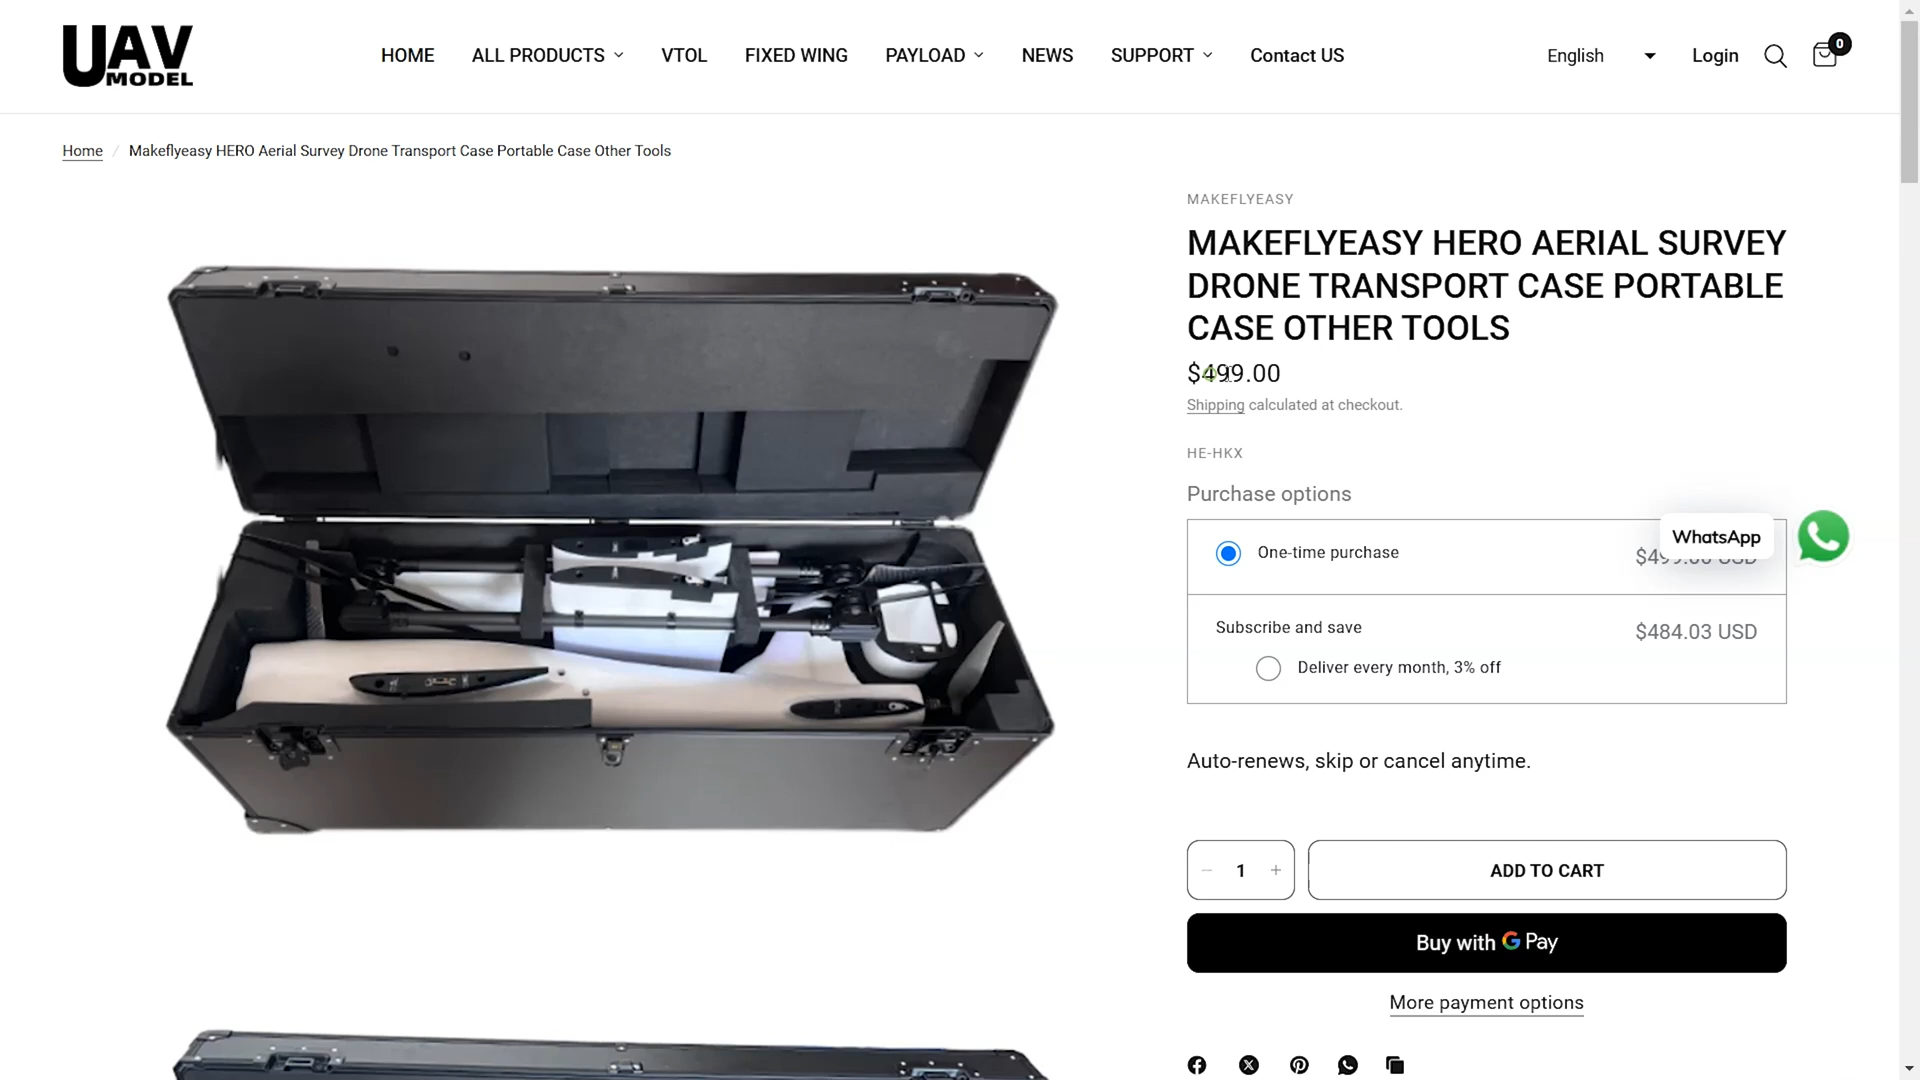 UAV
MODEL
HOME
ALL PRODUCTS
VTOL
FIXED WING
PAYLOAD
NEWS
SUPPORT
Contact US
English
Login
0
Home / Makeflyeasy HERO Aerial Survey Drone Transport Case Portable Case Other Tools
MAKEFLYEASY
MAKEFLYEASY HERO AERIAL SURVEY
DRONE TRANSPORT CASE PORTABLE
CASE OTHER TOOLS
$499.00
Shipping calculated at checkout.
HE-HKX
Purchase options
One-time purchase
$499.00 USD
WhatsApp
Subscribe and save
$484.03 USD
Deliver every month, 3% off
Auto-renews, skip or cancel anytime.
− 1 +
ADD TO CART
Buy with G Pay
More payment options